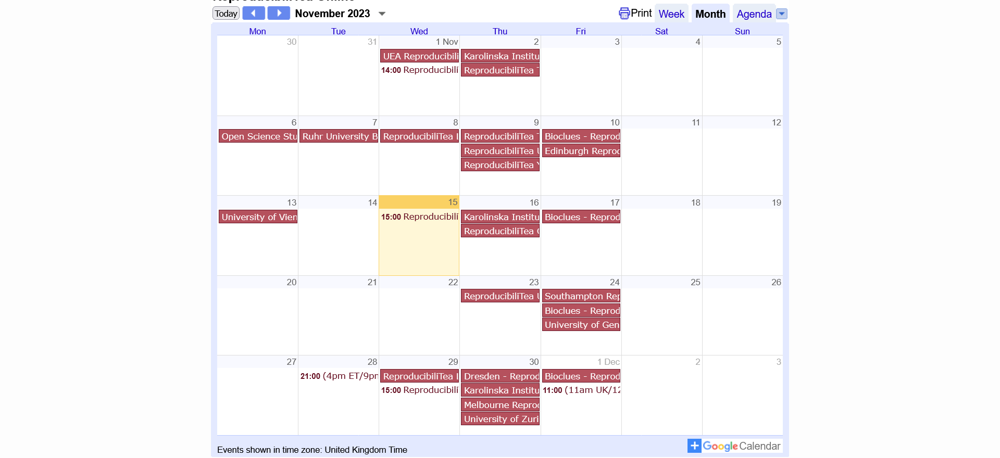 ReproducibiliTea Online
Today
November 2023
Print Week Month Agenda
Mon Tue Wed Thu Fri Sat Sun
30 31 1 Nov 2 3 4 5
UEA Reproducibili Karolinska Institu
14:00 Reproducibili ReproducibiliTea
6 7 8 9 10 11 12
Open Science Stu Ruhr University B ReproducibiliTea ReproducibiliTea Bioclues - Reprod
ReproducibiliTea U Edinburgh Reproc
ReproducibiliTea Y
13 14 15 16 17 18 19
University of Vien 15:00 Reproducibili Karolinska Institu Bioclues - Reprod
ReproducibiliTea
20 21 22 23 24 25 26
ReproducibiliTea U Southampton Rep
Bioclues - Reprod
University of Gen
27 28 29 30 1 Dec 2 3
21:00 (4pm ET/9pm ReproducibiliTea Dresden - Reprod Bioclues - Reprod
15:00 Reproducibili Karolinska Institu 11:00 (11am UK/12
Melbourne Reproc
University of Zuri
Events shown in time zone: United Kingdom Time
Google Calendar